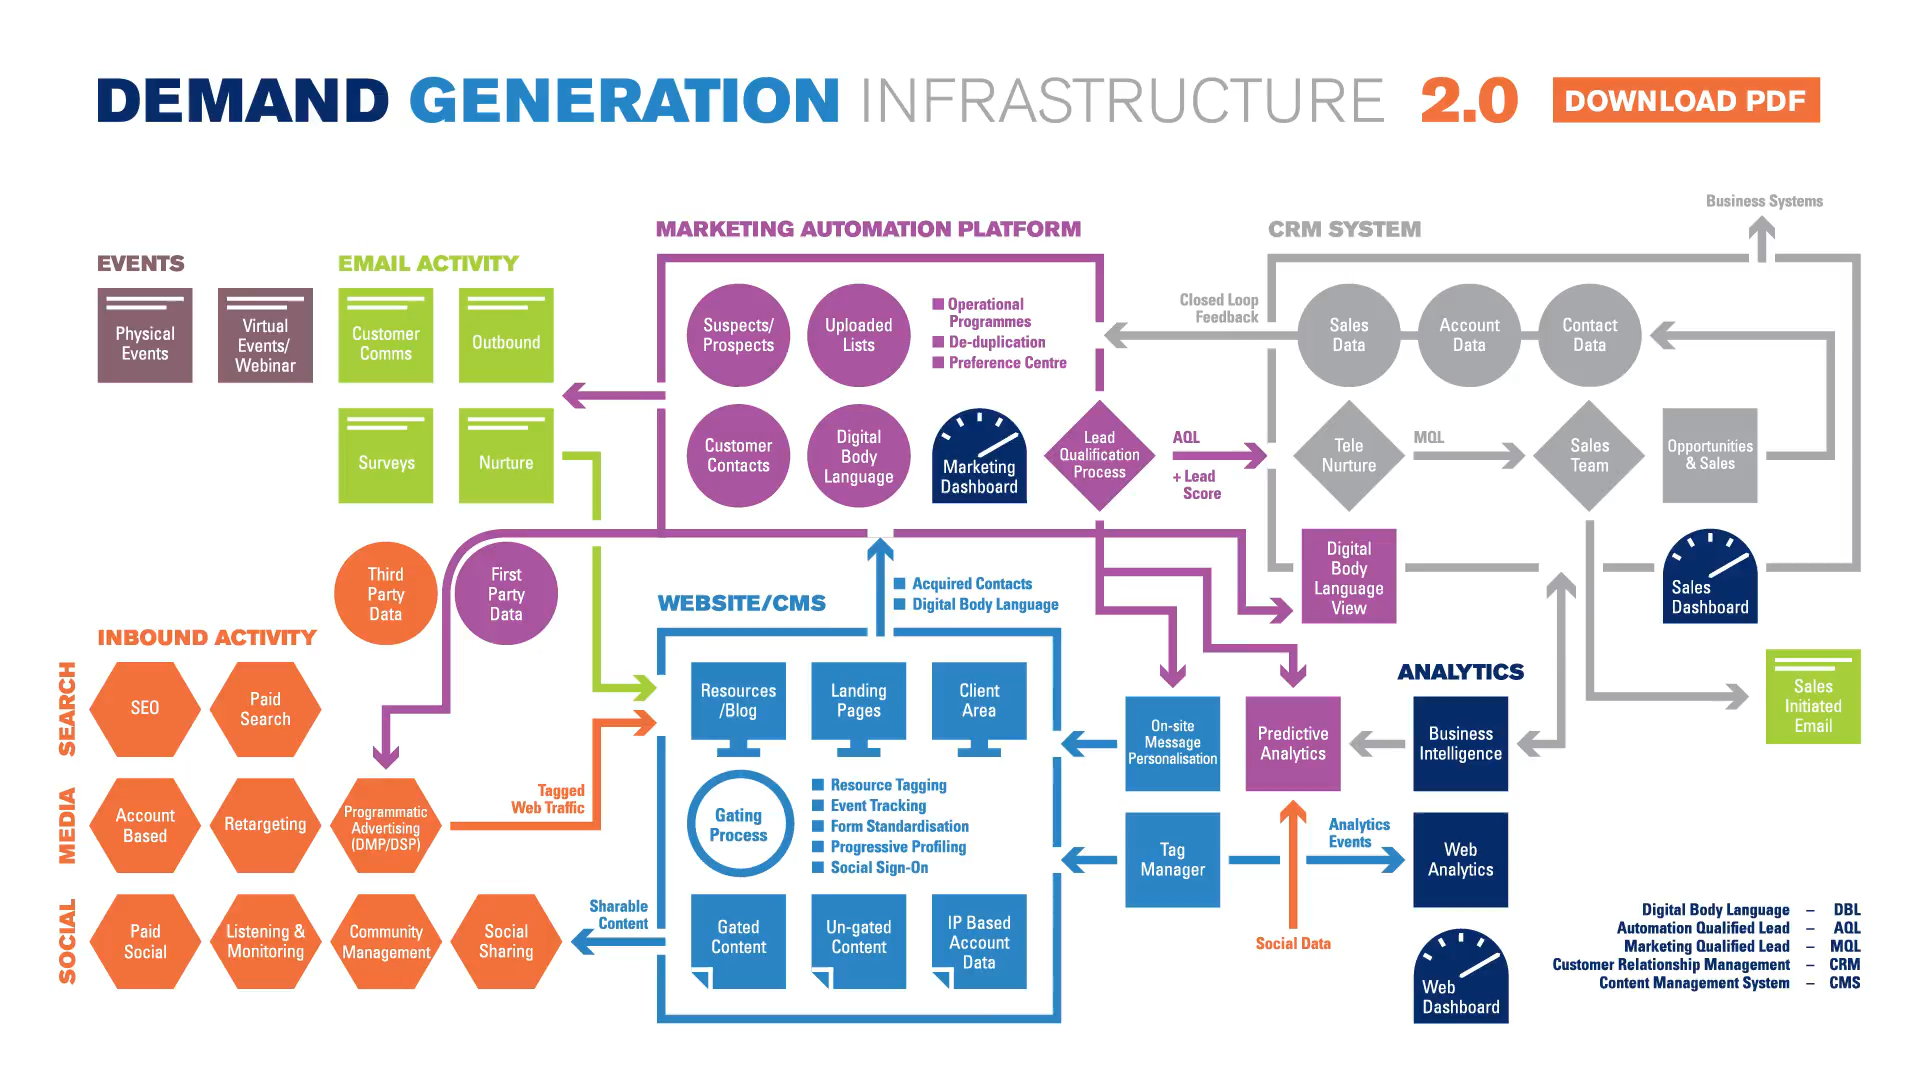 DEMAND GENERATION INFRASTRUCTURE 2.0
DOWNLOAD PDF
Business Systems
EVENTS
Physical
Events
Virtual
Events/
Webinar
EMAIL ACTIVITY
Customer
Comms
Outbound
Surveys
Nurture
MARKETING AUTOMATION PLATFORM
Suspects/
Prospects
Uploaded
Lists
Operational
Programmes
De-duplication
Preference Centre
Customer
Contacts
Digital
Body
Language
Marketing
Dashboard
Lead
Qualification
Process
AQL
+ Lead
Score
Closed Loop
Feedback
CRM SYSTEM
Sales
Data
Account
Data
Contact
Data
Tele
Nurture
MQL
Sales
Team
Opportunities
& Sales
Digital
Body
Language
View
Sales
Dashboard
Third
Party
Data
First
Party
Data
Acquired Contacts
Digital Body Language
INBOUND ACTIVITY
SEARCH
SEO
Paid
Search
MEDIA
Account
Based
Retargeting
Programmatic
Advertising
(DMP/DSP)
Tagged
Web Traffic
SOCIAL
Paid
Social
Listening &
Monitoring
Community
Management
Social
Sharing
Sharable
Content
WEBSITE/CMS
Resources
/Blog
Landing
Pages
Client
Area
Gating
Process
Resource Tagging
Event Tracking
Form Standardisation
Progressive Profiling
Social Sign-On
Gated
Content
Un-gated
Content
IP Based
Account
Data
On-site
Message
Personalisation
Predictive
Analytics
Tag
Manager
Analytics
Events
Social Data
ANALYTICS
Business
Intelligence
Web
Analytics
Web
Dashboard
Sales
Initiated
Email
Digital Body Language – DBL
Automation Qualified Lead – AQL
Marketing Qualified Lead – MQL
Customer Relationship Management – CRM
Content Management System – CMS